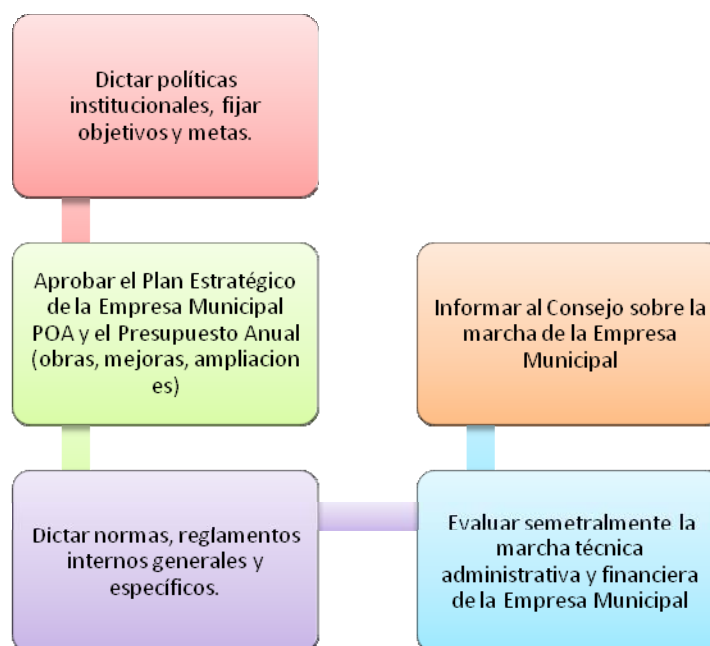 Dictar políticas
institucionales, fijar
objetivos y metas.
Aprobar el Plan Estratégico
de la Empresa Municipal
POA y el Presupuesto Anual
(obras, mejoras, ampliacion
es)
Dictar normas, reglamentos
internos generales y
específicos.
Evaluar semetralmente la
marcha técnica
administrativa y financiera
de la Empresa Municipal
Informar al Consejo sobre la
marcha de la Empresa
Municipal